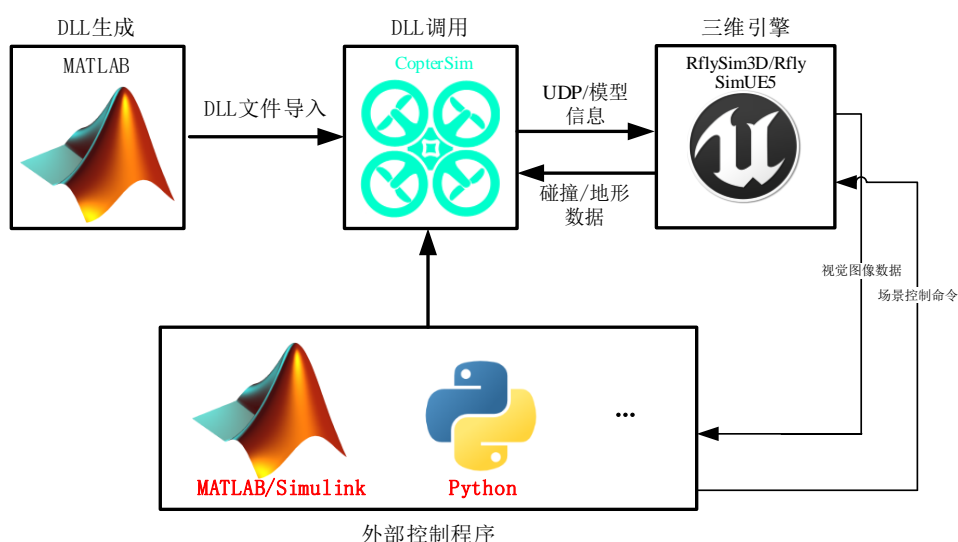 DLL生成
DLL调用
三维引擎
MATLAB
CopterSim
RflySim3D/Rfly
SimUE5
DLL文件导入
UDP/模型
信息
碰撞/地形
数据
视觉图像数据
场景控制命令
...
MATLAB/Simulink
Python
外部控制程序